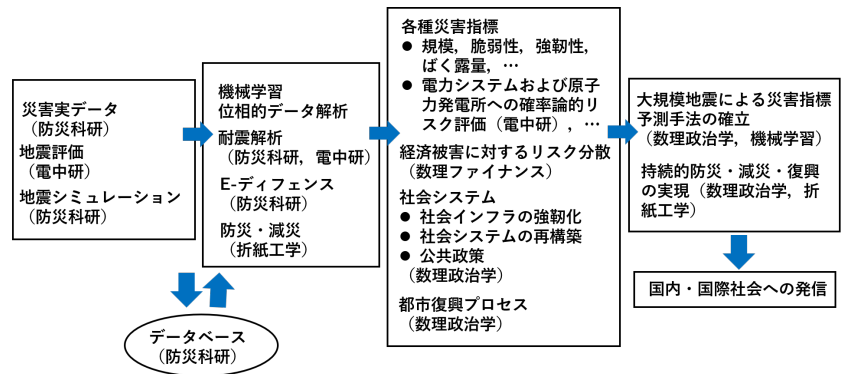 災害実データ
（防災科研）
地震評価
（電中研）
地震シミュレーション
（防災科研）
機械学習
位相的データ解析
耐震解析
（防災科研，電中研）
E-ディフェンス
（防災科研）
防災・減災
（折紙工学）
データベース
（防災科研）
各種災害指標
● 規模，脆弱性，強靭性，
ばく露量，…
● 電力システムおよび原子
力発電所への確率論的リ
スク評価（電中研），…
経済被害に対するリスク分散
（数理ファイナンス）
社会システム
● 社会インフラの強靭化
● 社会システムの再構築
● 公共政策
（数理政治学）
都市復興プロセス
（数理政治学）
大規模地震による災害指標
予測手法の確立
（数理政治学，機械学習）
持続的防災・減災・復興
の実現（数理政治学，折
紙工学）
国内・国際社会への発信